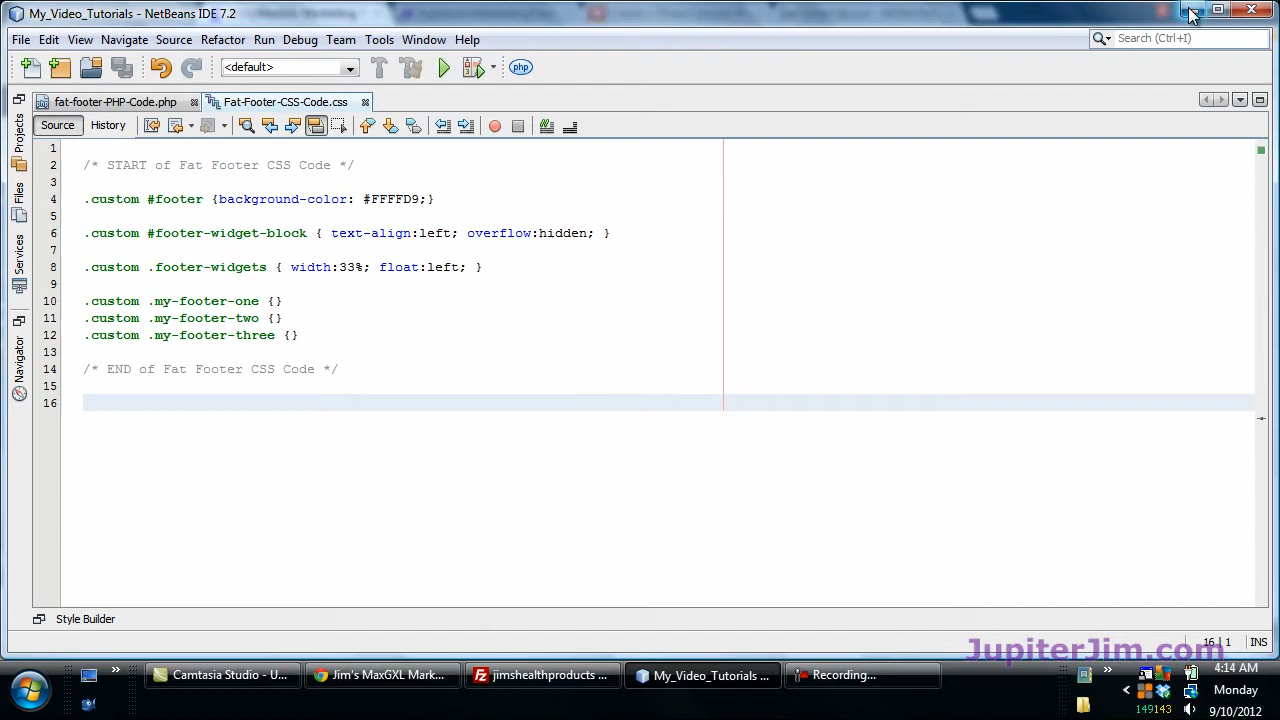 My_Video_Tutorials - NetBeans IDE 7.2
File Edit View Navigate Source Refactor Run Debug Team Tools Window Help
Search (Ctrl+I)
<default>
php
fat-footer-PHP-Code.php
Fat-Footer-CSS-Code.css
Source History
Projects
Files
Services
Navigator
1
2 /* START of Fat Footer CSS Code */
3
4 .custom #footer {background-color: #FFFFD9;}
5
6 .custom #footer-widget-block { text-align:left; overflow:hidden; }
7
8 .custom .footer-widgets { width:33%; float:left; }
9
10 .custom .my-footer-one {}
11 .custom .my-footer-two {}
12 .custom .my-footer-three {}
13
14 /* END of Fat Footer CSS Code */
15
16
Style Builder
16 | 1 INS
JupiterJim.com
Camtasia Studio - U...
Jim's MaxGXL Mark...
jimshealthproducts ...
My_Video_Tutorials ...
Recording...
4:14 AM
Monday
9/10/2012
149143